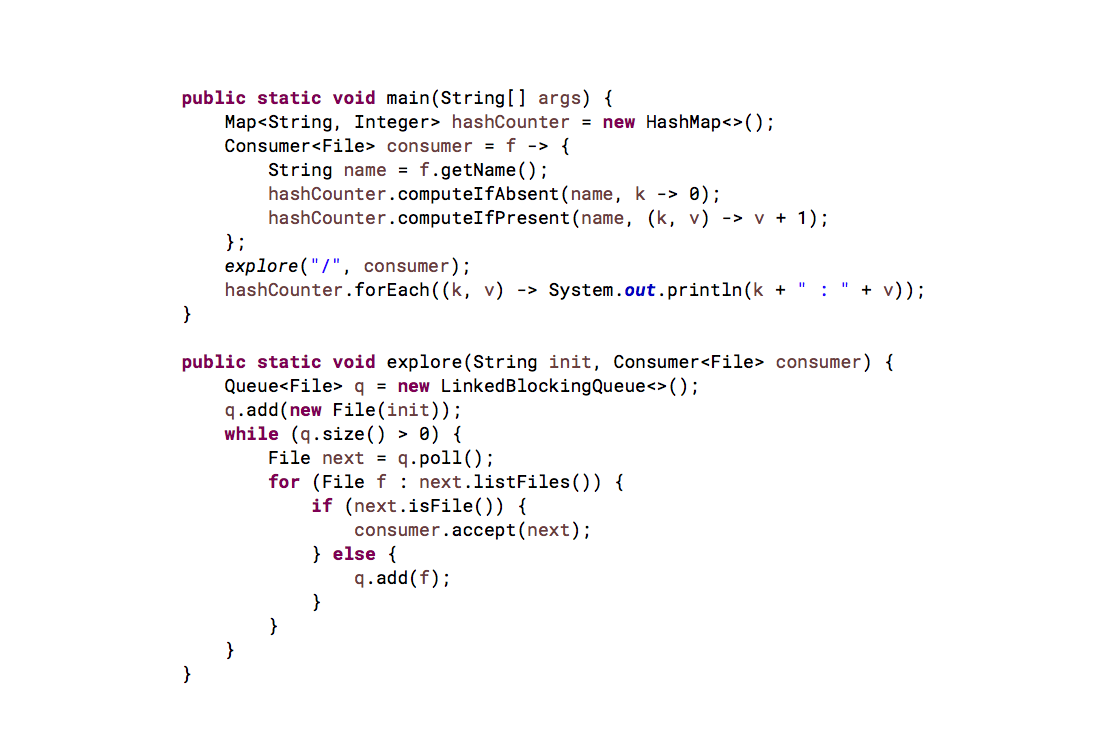 public static void main(String[] args) {
    Map<String, Integer> hashCounter = new HashMap<>();
    Consumer<File> consumer = f -> {
        String name = f.getName();
        hashCounter.computeIfAbsent(name, k -> 0);
        hashCounter.computeIfPresent(name, (k, v) -> v + 1);
    };
    explore("/", consumer);
    hashCounter.forEach((k, v) -> System.out.println(k + " : " + v));
}

public static void explore(String init, Consumer<File> consumer) {
    Queue<File> q = new LinkedBlockingQueue<>();
    q.add(new File(init));
    while (q.size() > 0) {
        File next = q.poll();
        for (File f : next.listFiles()) {
            if (next.isFile()) {
                consumer.accept(next);
            } else {
                q.add(f);
            }
        }
    }
}